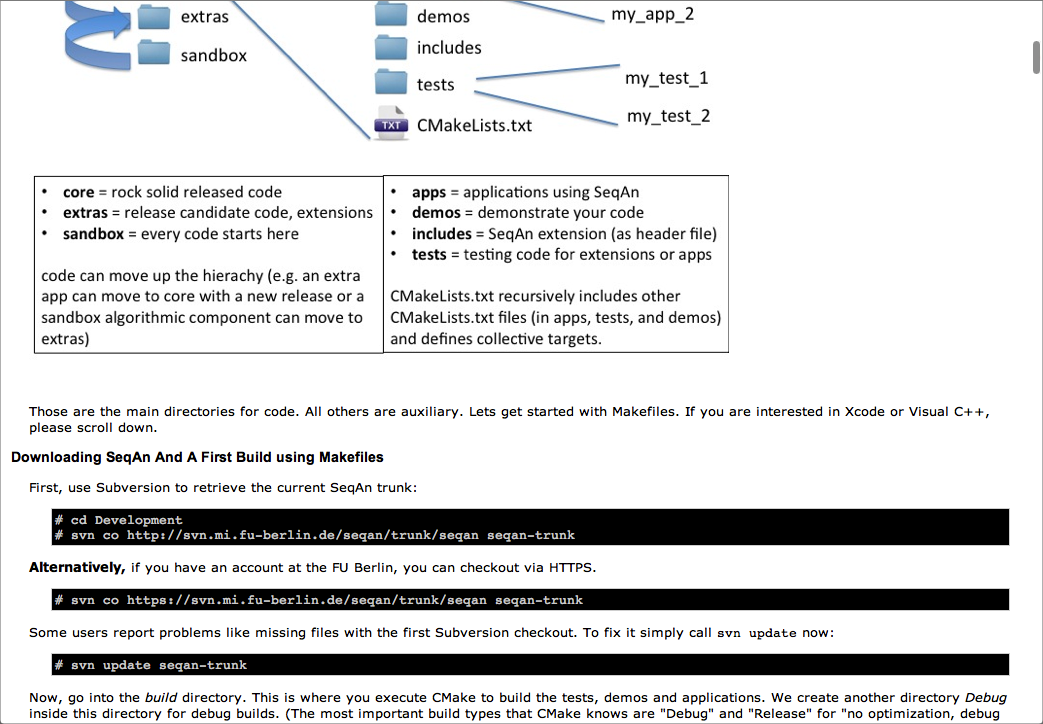 extras
sandbox
demos
includes
tests
TXT
CMakeLists.txt
my_app_2
my_test_1
my_test_2
• core = rock solid released code
• extras = release candidate code, extensions
• sandbox = every code starts here
code can move up the hierachy (e.g. an extra
app can move to core with a new release or a
sandbox algorithmic component can move to
extras)
• apps = applications using SeqAn
• demos = demonstrate your code
• includes = SeqAn extension (as header file)
• tests = testing code for extensions or apps
CMakeLists.txt recursively includes other
CMakeLists.txt files (in apps, tests, and demos)
and defines collective targets.
Those are the main directories for code. All others are auxiliary. Lets get started with Makefiles. If you are interested in Xcode or Visual C++,
please scroll down.
Downloading SeqAn And A First Build using Makefiles
First, use Subversion to retrieve the current SeqAn trunk:
# cd Development
# svn co http://svn.mi.fu-berlin.de/seqan/trunk/seqan seqan-trunk
Alternatively, if you have an account at the FU Berlin, you can checkout via HTTPS.
# svn co https://svn.mi.fu-berlin.de/seqan/trunk/seqan seqan-trunk
Some users report problems like missing files with the first Subversion checkout. To fix it simply call svn update now:
# svn update seqan-trunk
Now, go into the build directory. This is where you execute CMake to build the tests, demos and applications. We create another directory Debug
inside this directory for debug builds. (The most important build types that CMake knows are "Debug" and "Release" for "no optimization, debug